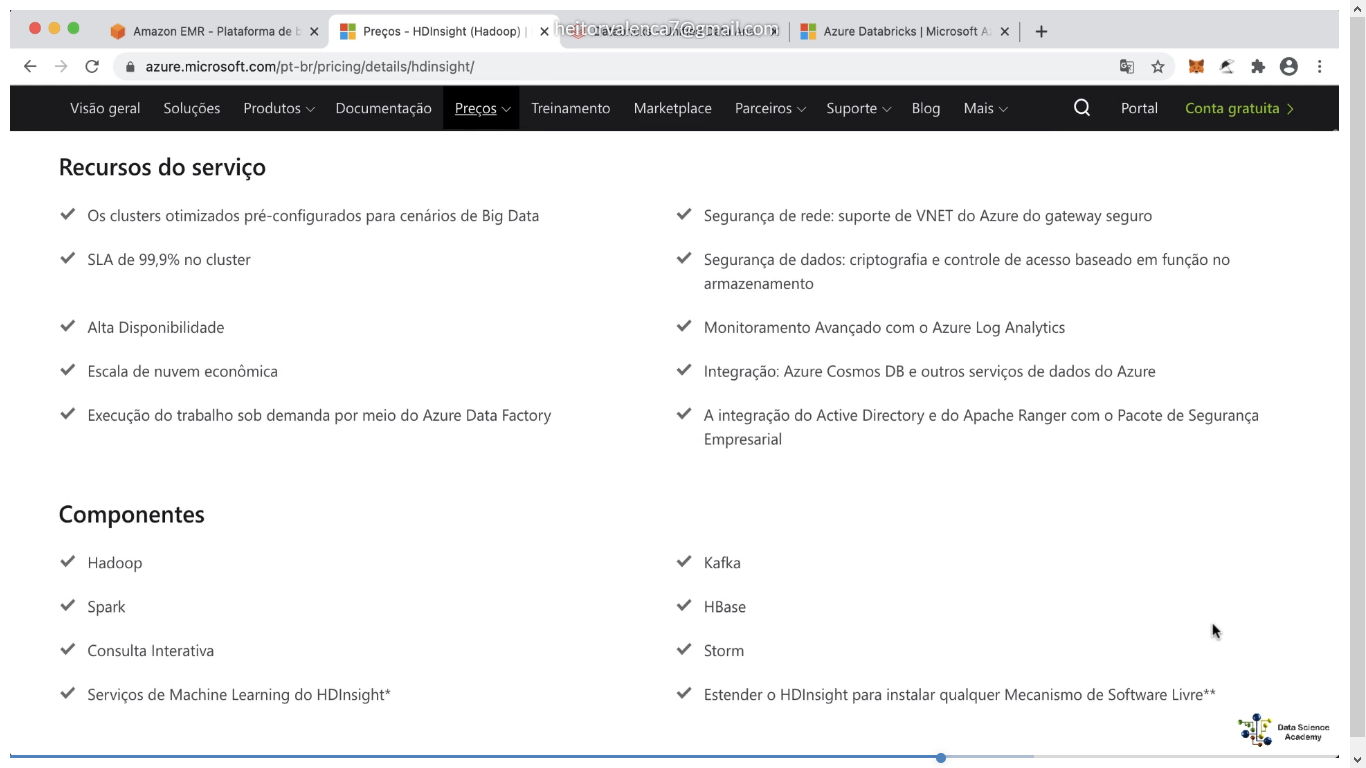 Amazon EMR - Plataforma de b
Preços - HDInsight (Hadoop) |
heitorvalenca7@gmail.com
Azure Databricks | Microsoft A
azure.microsoft.com/pt-br/pricing/details/hdinsight/
Visão geral Soluções Produtos Documentação Preços Treinamento Marketplace Parceiros Suporte Blog Mais Portal Conta gratuita
Recursos do serviço
Os clusters otimizados pré-configurados para cenários de Big Data
Segurança de rede: suporte de VNET do Azure do gateway seguro
SLA de 99,9% no cluster
Segurança de dados: criptografia e controle de acesso baseado em função no
armazenamento
Alta Disponibilidade
Monitoramento Avançado com o Azure Log Analytics
Escala de nuvem econômica
Integração: Azure Cosmos DB e outros serviços de dados do Azure
Execução do trabalho sob demanda por meio do Azure Data Factory
A integração do Active Directory e do Apache Ranger com o Pacote de Segurança
Empresarial
Componentes
Hadoop
Kafka
Spark
HBase
Consulta Interativa
Storm
Serviços de Machine Learning do HDInsight*
Estender o HDInsight para instalar qualquer Mecanismo de Software Livre**
Data Science
Academy